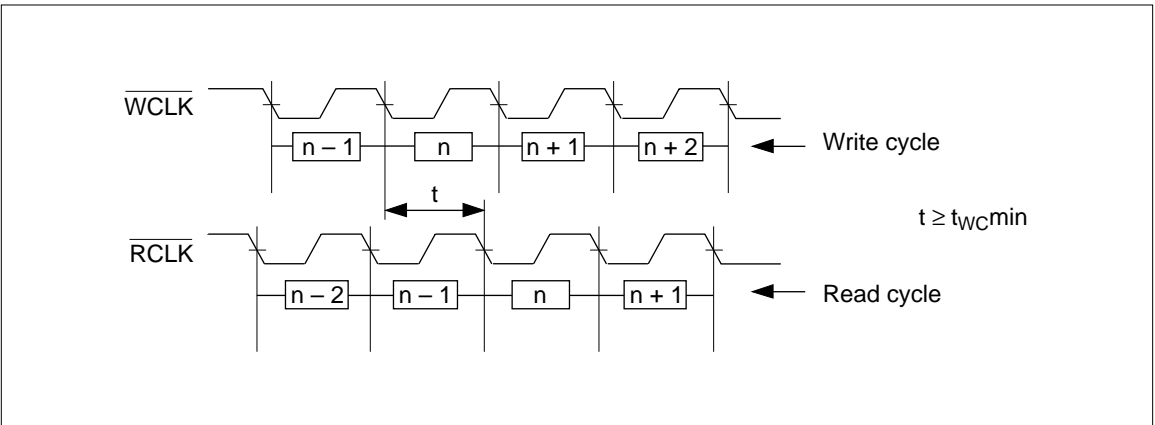 WCLK
n – 1 n n + 1 n + 2 Write cycle
t
t ≥ tWCmin
RCLK
n – 2 n – 1 n n + 1 Read cycle